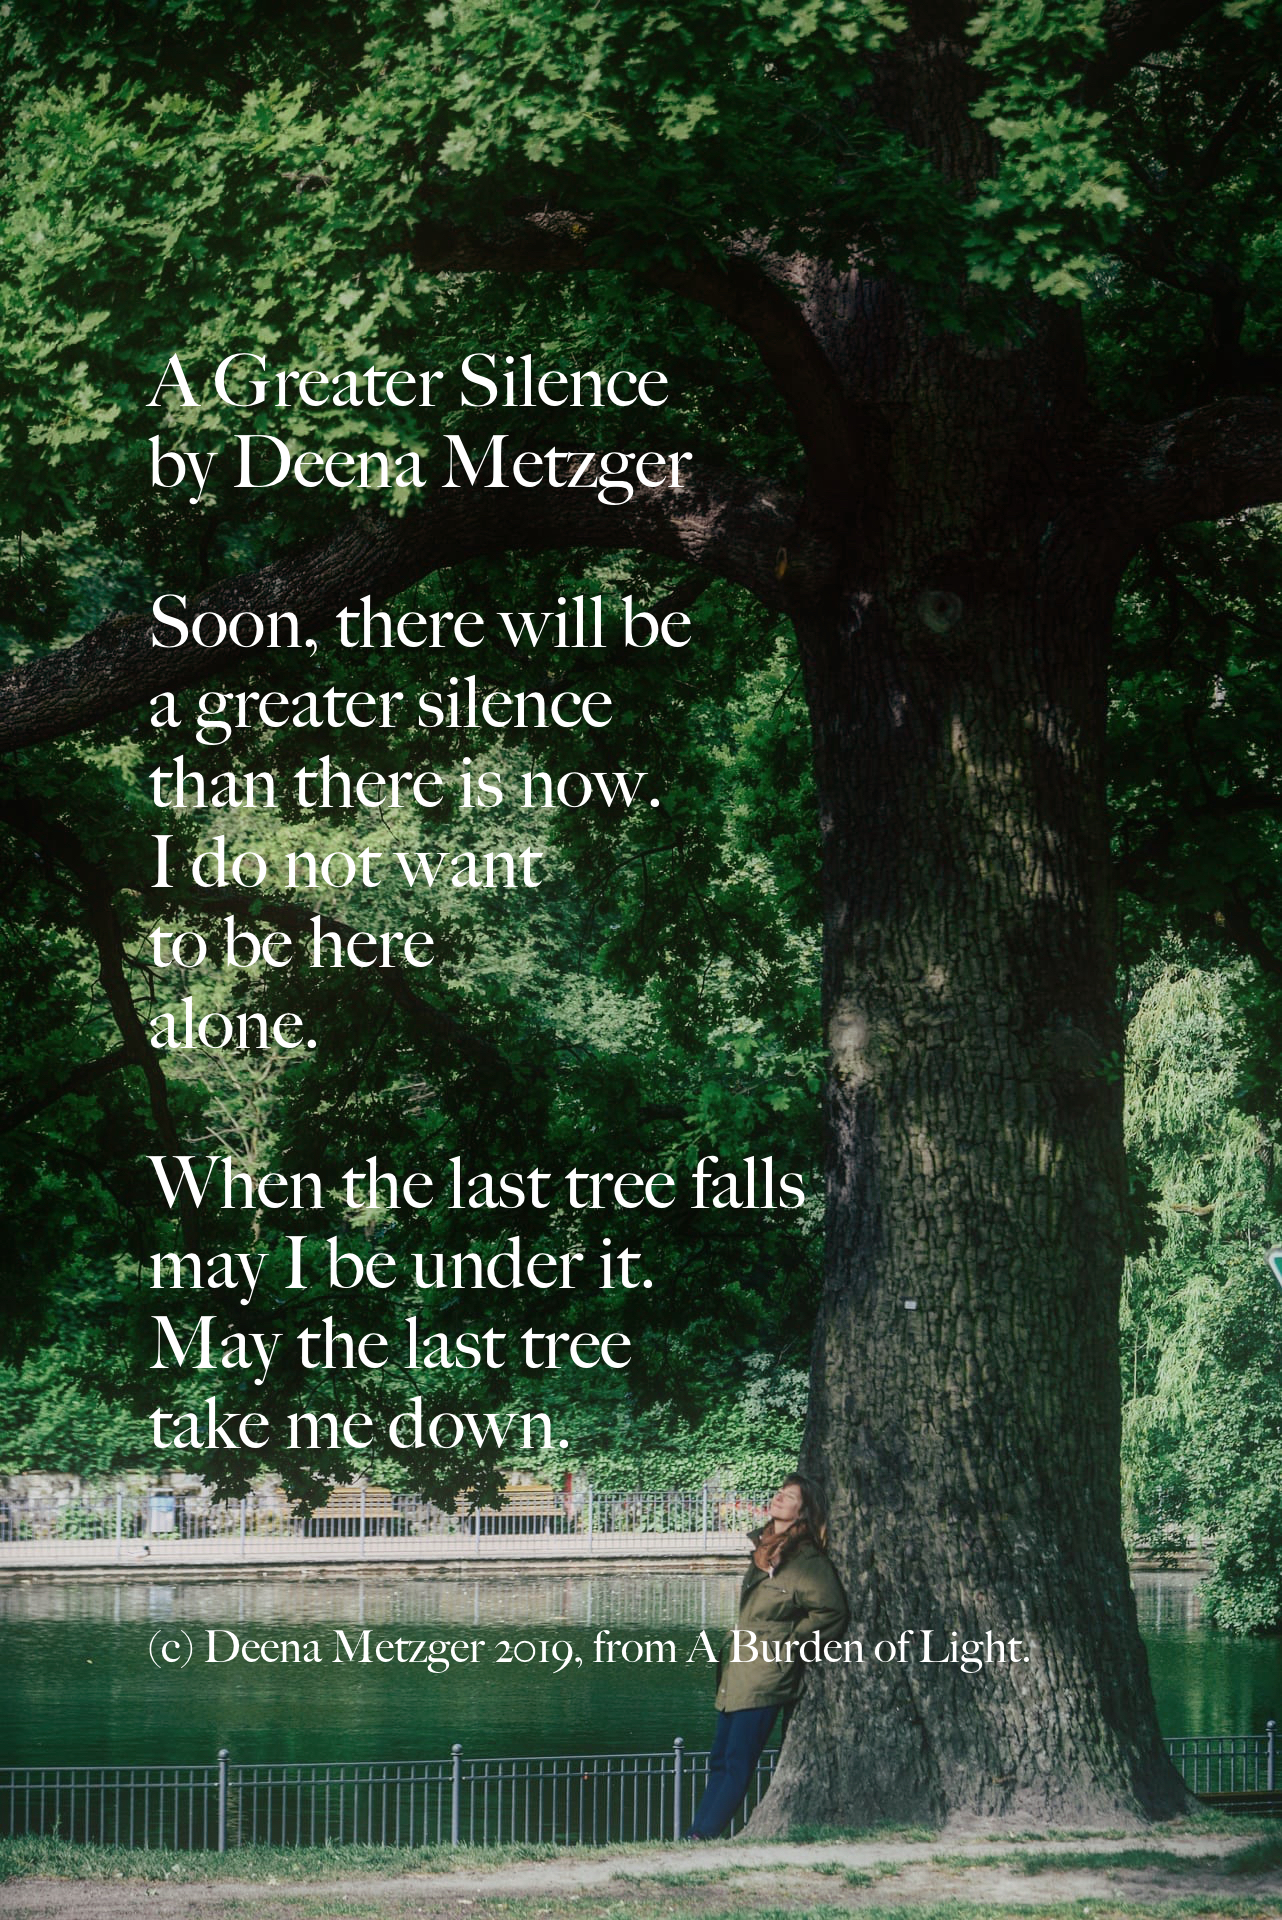 A Greater Silence
by Deena Metzger
Soon, there will be
a greater silence
than there is now.
I do not want
to be here
alone.
When the last tree falls
may I be under it.
May the last tree
take me down.
(c) Deena Metzger 2019, from A Burden of Light.